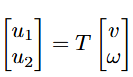 [u₁
u₂] = T [v
ω]